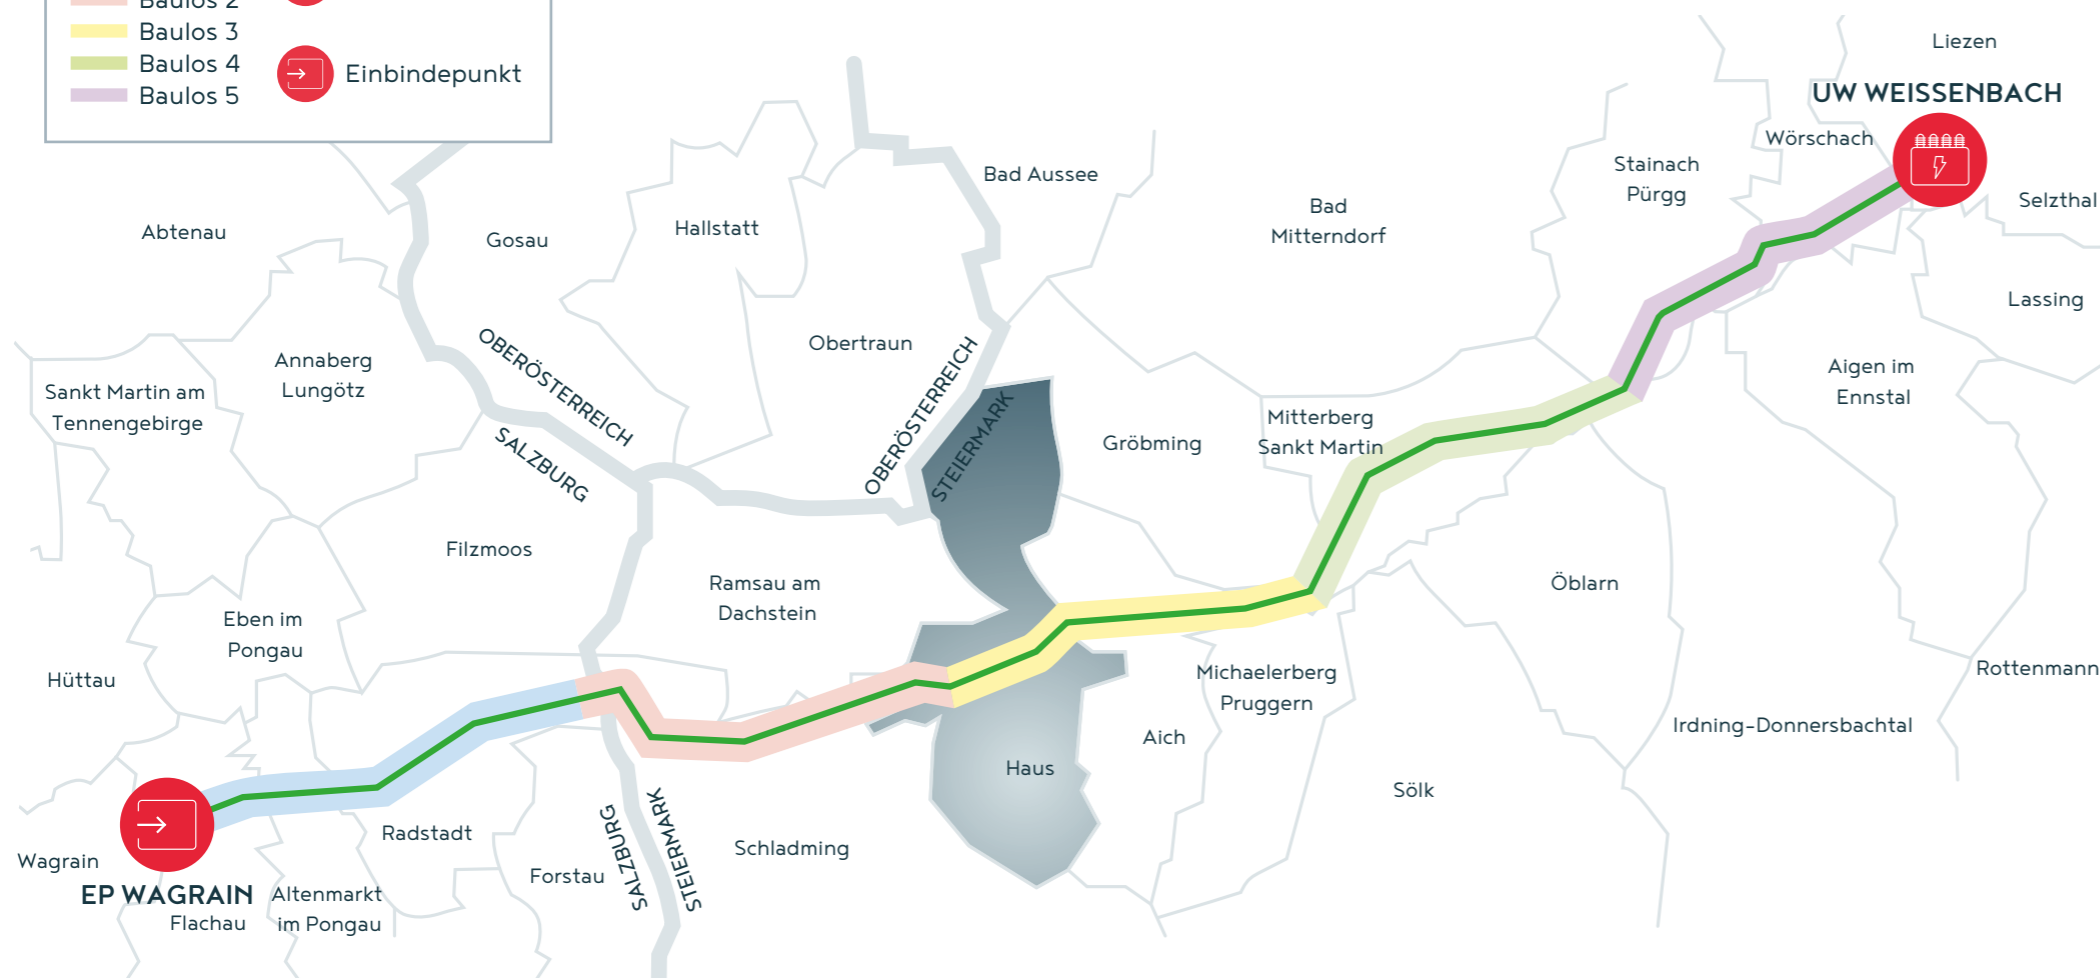 Baulos 2
Baulos 3
Baulos 4
Baulos 5
Einbindepunkt
Liezen
UW WEISSENBACH
Wörschach
Stainach
Pürgg
Selzthal
Bad Aussee
Bad
Mitterndorf
Abtenau
Gosau
Hallstatt
Lassing
Obertraun
OBERÖSTERREICH
SALZBURG
OBERÖSTERREICH
STEIERMARK
Annaberg
Lungötz
Sankt Martin am
Tennengebirge
Aigen im
Ennstal
Gröbming
Mitterberg
Sankt Martin
Filzmoos
Ramsau am
Dachstein
Öblarn
Eben im
Pongau
Hüttau
Michaelerberg
Pruggern
Rottenmann
Irdning-Donnersbachtal
Aich
Haus
Sölk
Radstadt
Schladming
SALZBURG
STEIERMARK
Wagrain
Forstau
EP WAGRAIN
Flachau
Altenmarkt
im Pongau